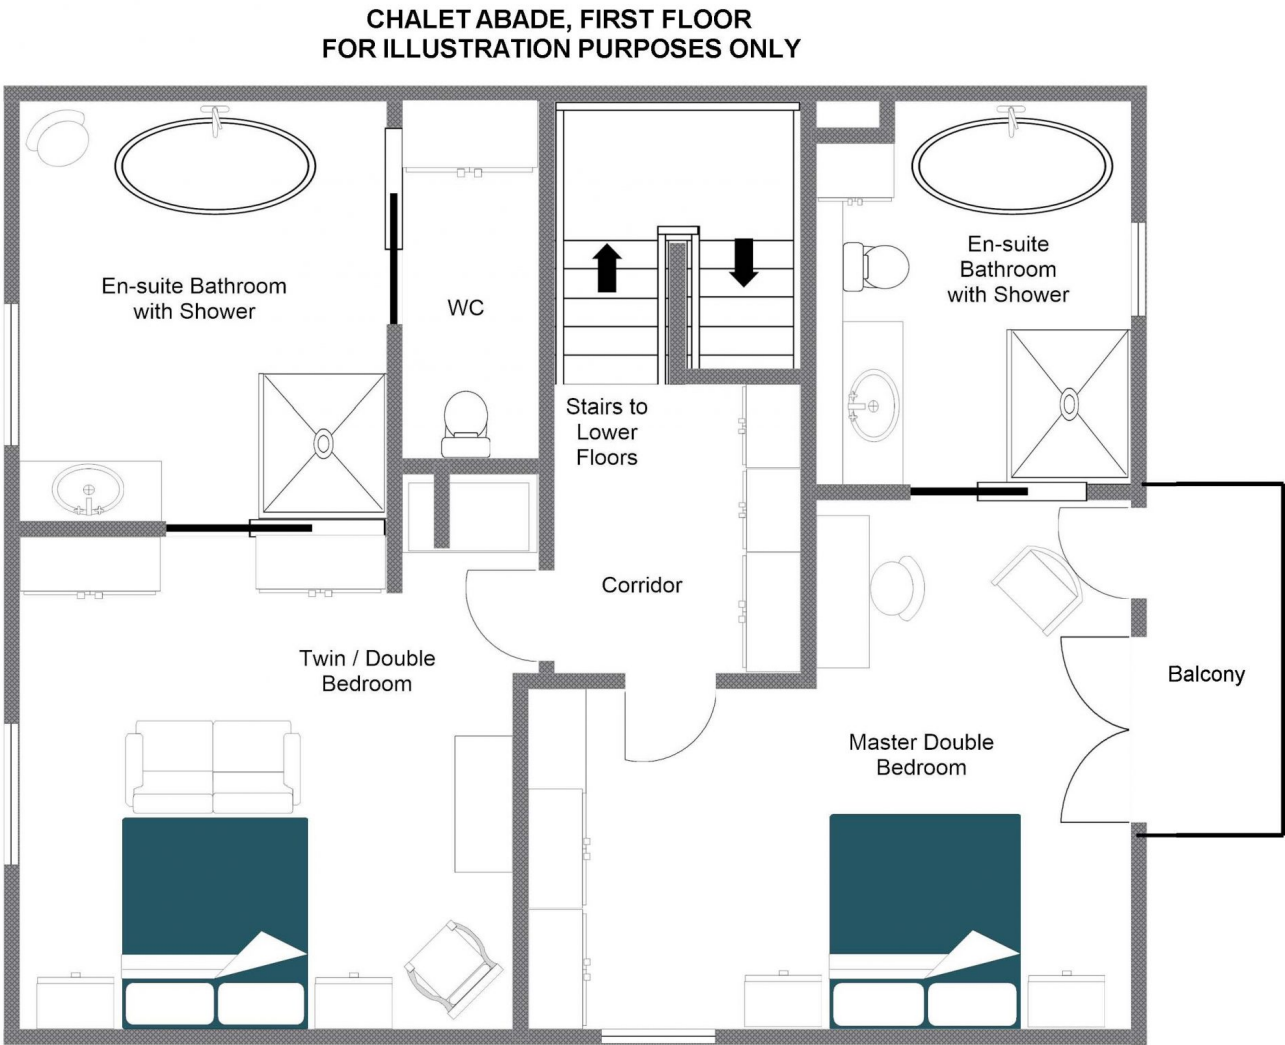 CHALET ABADE, FIRST FLOOR
FOR ILLUSTRATION PURPOSES ONLY
En-suite Bathroom
with Shower
WC
Stairs to
Lower
Floors
En-suite
Bathroom
with Shower
Corridor
Twin / Double
Bedroom
Master Double
Bedroom
Balcony